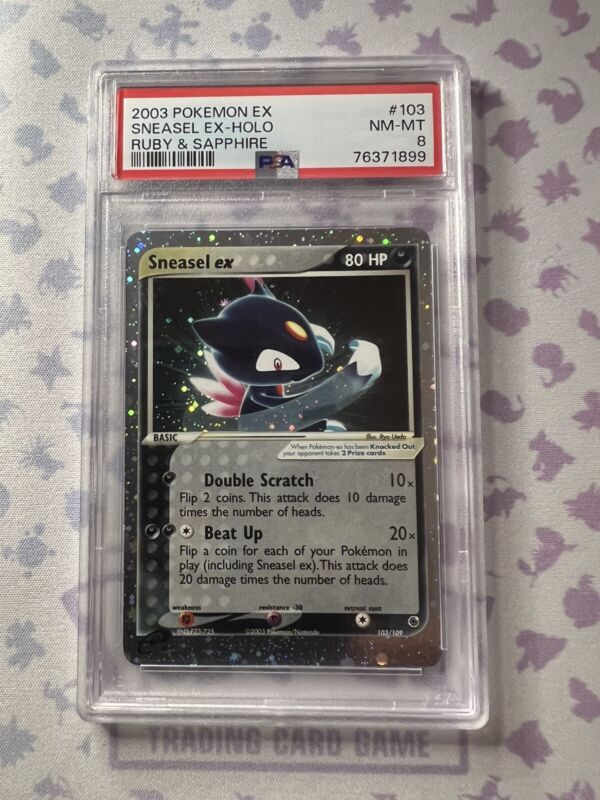 2003 POKEMON EX #103
SNEASEL EX-HOLO NM-MT
RUBY & SAPPHIRE 8
PSA 76371899
Sneasel ex 80 HP
BASIC Illus. Ryo Ueda
When Pokémon-ex has been Knocked Out,
your opponent takes 2 Prize cards.
Double Scratch 10×
Flip 2 coins. This attack does 10 damage
times the number of heads.
Beat Up 20×
Flip a coin for each of your Pokémon in
play (including Sneasel ex). This attack does
20 damage times the number of heads.
weakness resistance -30 retreat cost
©2003 Pokémon/Nintendo 103/109
TRADING CARD GAME